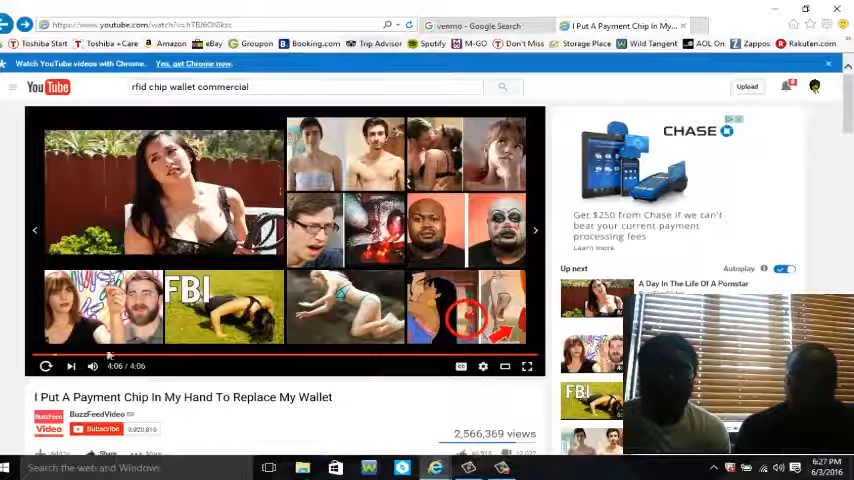 https://www.youtube.com/watch?v=
venmo - Google Search
I Put A Payment Chip In My...
Toshiba Start
Toshiba +Care
Amazon
eBay
Groupon
Booking.com
Trip Advisor
Spotify
M-GO
Don't Miss
Storage Place
Wild Tangent
AOL On
Zappos
Rakuten.com
Watch YouTube videos with Chrome. Yes, get Chrome now.
YouTube
rfid chip wallet commercial
Upload
CHASE
Get $250 from Chase if we can't
beat your current payment
processing fees
Learn more
FBI
4:06 / 4:06
Up next
Autoplay
A Day In The Life Of A Pornstar
FBI
I Put A Payment Chip In My Hand To Replace My Wallet
BuzzFeed
Video
BuzzFeedVideo
Subscribe
9,920,816
2,566,369 views
Search the web and Windows
6:27 PM
6/3/2016